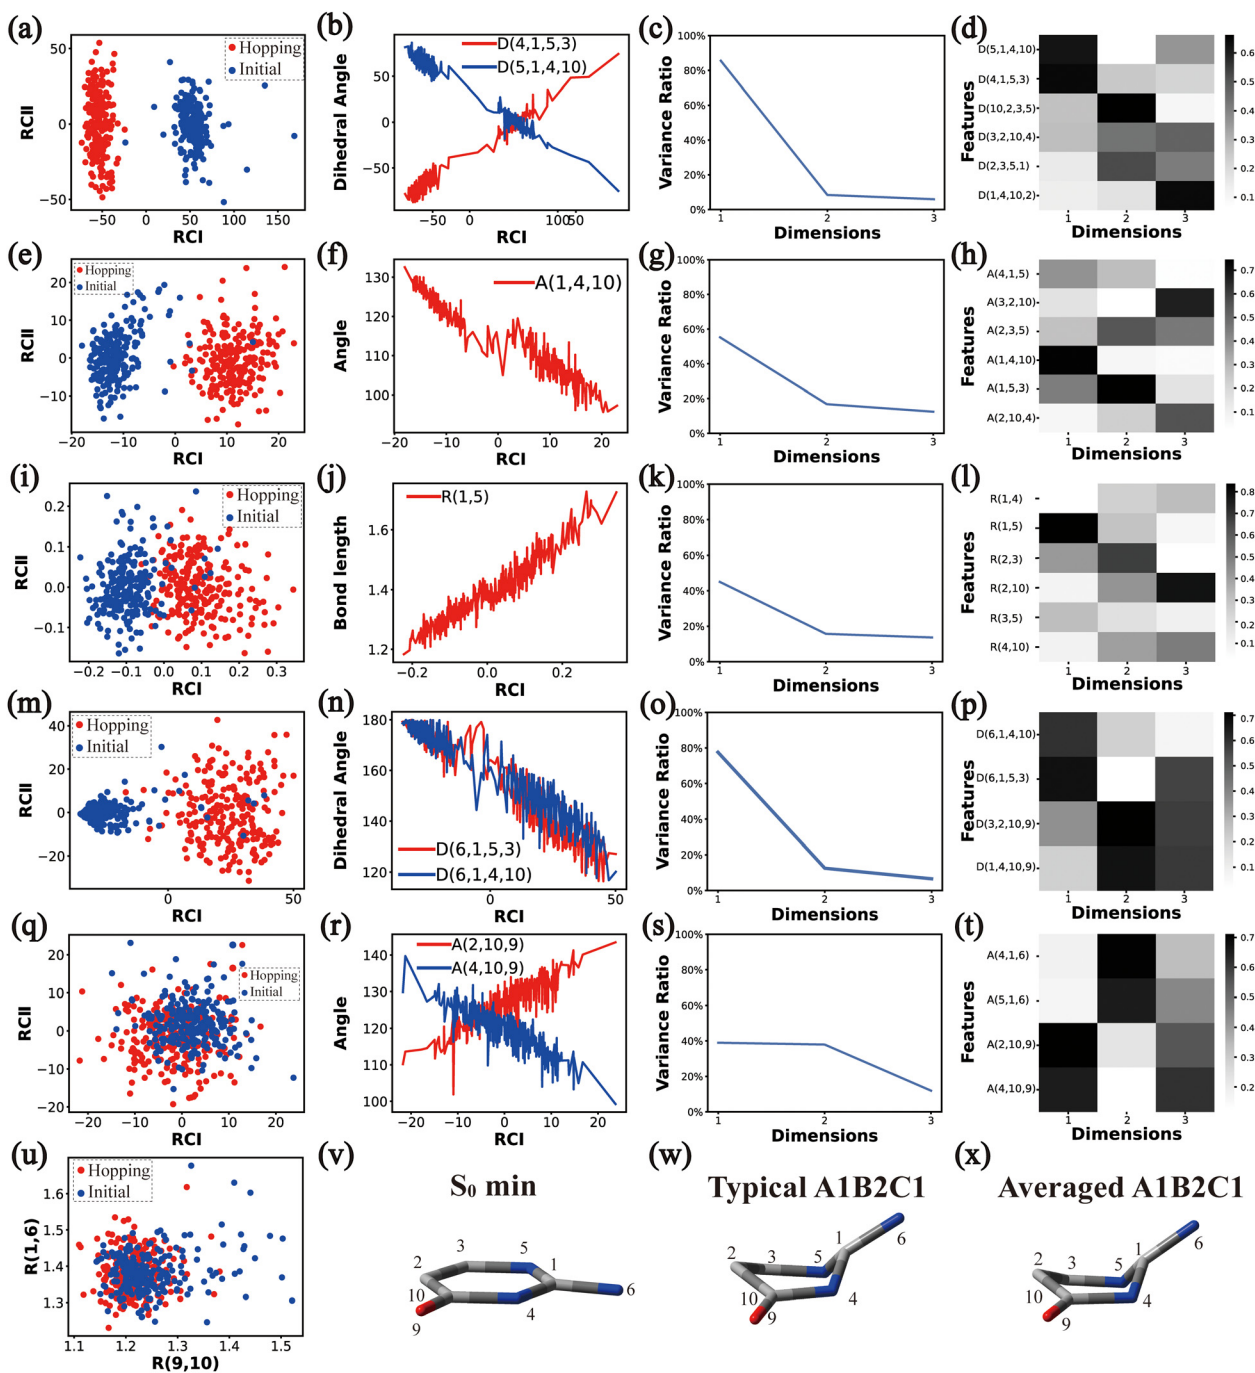 (a)
Hopping
Initial
50
0
−50
RCII
−50 0 50 100 150
RCI
(b)
D(4,1,5,3)
D(5,1,4,10)
50
0
−50
Dihedral Angle
−50 0 50 100
RCI
(c)
100%
80%
60%
40%
20%
0%
Variance Ratio
1 2 3
Dimensions
(d)
D(5,1,4,10)
D(4,1,5,3)
D(10,2,3,5)
D(3,2,10,4)
D(2,3,5,1)
D(1,4,10,2)
Features
1 2 3
Dimensions
0.6
0.5
0.4
0.3
0.2
0.1
(e)
Hopping
Initial
20
10
0
−10
RCII
−20 −10 0 10 20
RCI
(f)
A(1,4,10)
130
120
110
100
Angle
−20 −10 0 10 20
RCI
(g)
100%
80%
60%
40%
20%
0%
Variance Ratio
1 2 3
Dimensions
(h)
A(4,1,5)
A(3,2,10)
A(2,3,5)
A(1,4,10)
A(1,5,3)
A(2,10,4)
Features
1 2 3
Dimensions
0.7
0.6
0.5
0.4
0.3
0.2
0.1
(i)
Hopping
Initial
0.2
0.1
0.0
−0.1
RCII
−0.2 −0.1 0.0 0.1 0.2 0.3
RCI
(j)
R(1,5)
1.6
1.4
1.2
Bond length
−0.2 0.0 0.2
RCI
(k)
100%
80%
60%
40%
20%
0%
Variance Ratio
1 2 3
Dimensions
(l)
R(1,4)
R(1,5)
R(2,3)
R(2,10)
R(3,5)
R(4,10)
Features
1 2 3
Dimensions
0.8
0.7
0.6
0.5
0.4
0.3
0.2
0.1
(m)
Hopping
Initial
40
20
0
−20
RCII
0 50
RCI
(n)
D(6,1,5,3)
D(6,1,4,10)
180
160
140
120
Dihedral Angle
0 50
RCI
(o)
100%
80%
60%
40%
20%
0%
Variance Ratio
1 2 3
Dimensions
(p)
D(6,1,4,10)
D(6,1,5,3)
D(3,2,10,9)
D(1,4,10,9)
Features
1 2 3
Dimensions
0.7
0.6
0.5
0.4
0.3
0.2
0.1
(q)
Hopping
Initial
20
10
0
−10
−20
RCII
−20 −10 0 10 20
RCI
(r)
A(2,10,9)
A(4,10,9)
140
130
120
110
100
Angle
−20 −10 0 10 20
RCI
(s)
100%
80%
60%
40%
20%
0%
Variance Ratio
1 2 3
Dimensions
(t)
A(4,1,6)
A(5,1,6)
A(2,10,9)
A(4,10,9)
Features
1 2 3
Dimensions
0.7
0.6
0.5
0.4
0.3
0.2
(u)
Hopping
Initial
1.6
1.5
1.4
1.3
R(1,6)
1.1 1.2 1.3 1.4 1.5
R(9,10)
(v)
S₀ min
3 5
2 1
10 6
9 4
(w)
Typical A1B2C1
1
2 3 5 6
10 4
9
(x)
Averaged A1B2C1
1
2 3 5 6
10 4
9